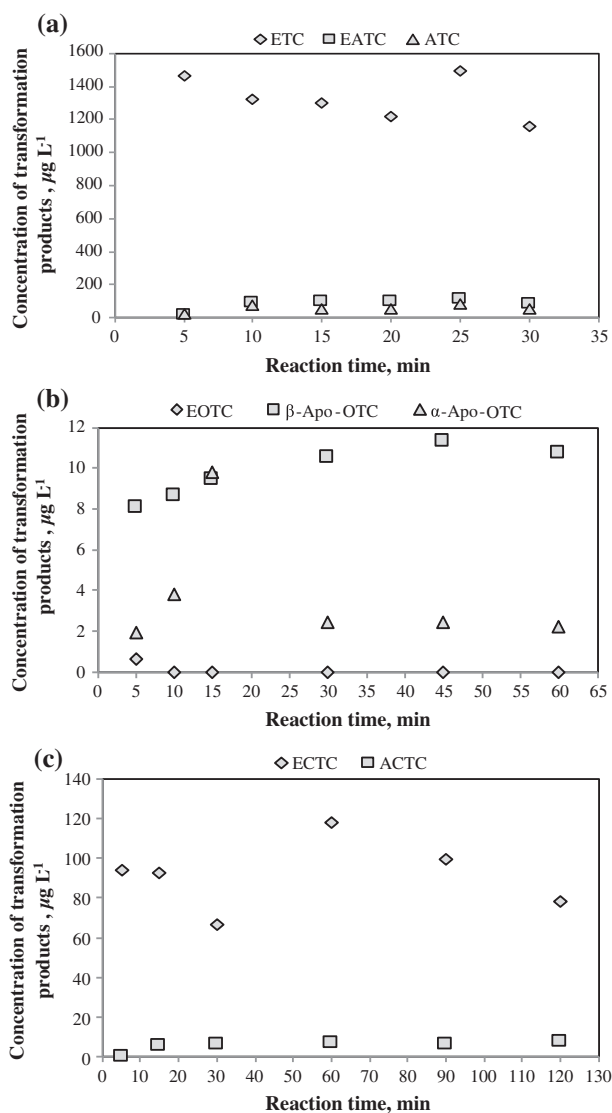 (a)
ETC EATC ATC
Concentration of transformation
products , µg L-1
1600
1400
1200
1000
800
600
400
200
0
0 5 10 15 20 25 30 35
Reaction time, min
(b)
EOTC β-Apo-OTC α-Apo-OTC
Concentration of transformation
products , µg L-1
12
10
8
6
4
2
0
0 5 10 15 20 25 30 35 40 45 50 55 60 65
Reaction time, min
(c)
ECTC ACTC
Concentration of transformation
products , µg L-1
140
120
100
80
60
40
20
0
0 10 20 30 40 50 60 70 80 90 100 110 120 130
Reaction time, min